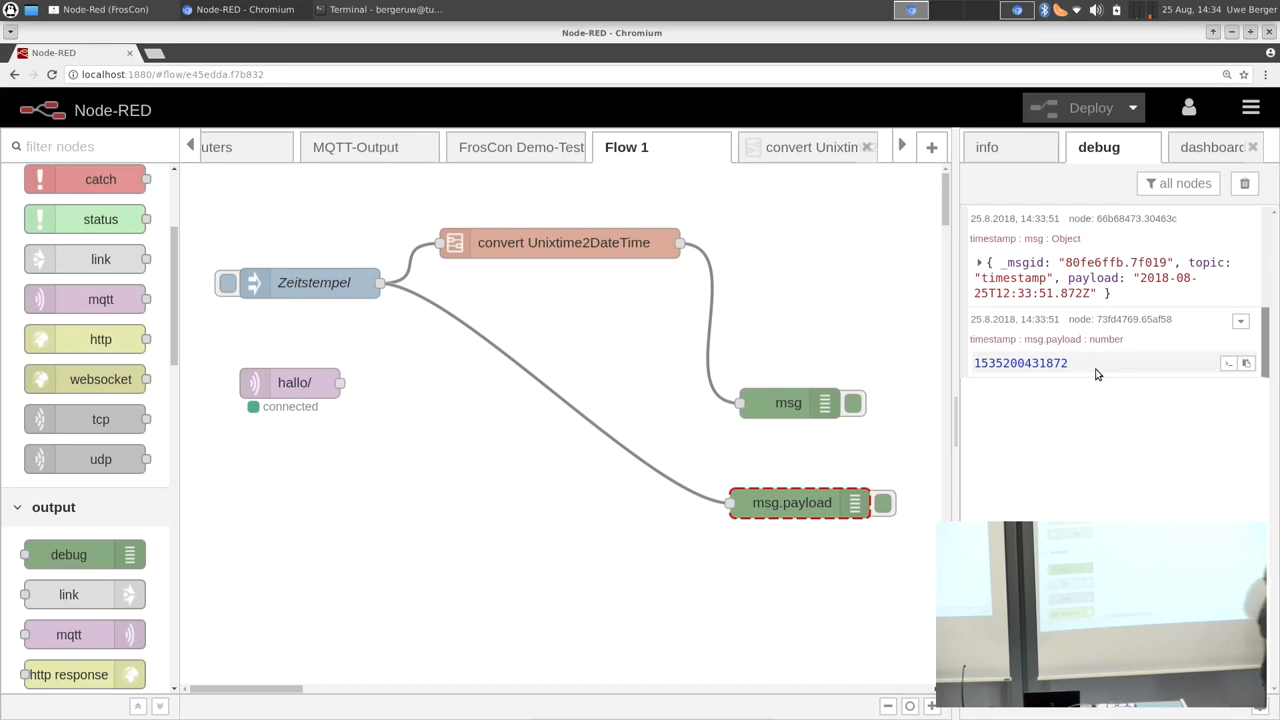 Node-Red (FrosCon)
Node-RED - Chromium
Terminal - bergeruw@tu...
25 Aug, 14:34
Uwe Berger
Node-RED - Chromium
Node-RED
localhost:1880/#flow/e45edda.f7b832
Node-RED
Deploy
filter nodes
uters
MQTT-Output
FrosCon Demo-Test
Flow 1
convert Unixtin
info
debug
dashboard
catch
status
link
mqtt
http
websocket
tcp
udp
output
debug
link
mqtt
http response
convert Unixtime2DateTime
Zeitstempel
hallo/
connected
msg
msg.payload
all nodes
25.8.2018, 14:33:51 node: 66b68473.30463c
timestamp : msg : Object
{ _msgid: "80fe6ffb.7f019", topic:
"timestamp", payload: "2018-08-
25T12:33:51.872Z" }
25.8.2018, 14:33:51 node: 73fd4769.65af58
timestamp : msg.payload : number
1535200431872